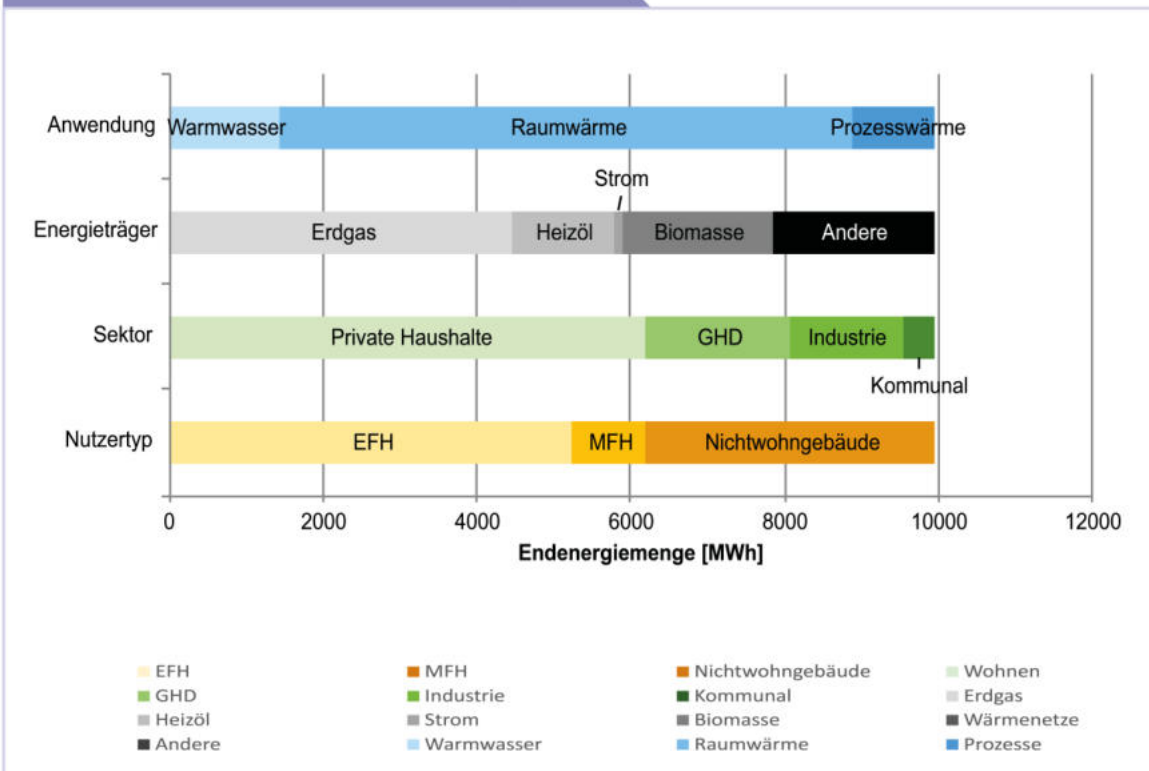 Anwendung Warmwasser Raumwärme Prozesswärme
Strom
Energieträger Erdgas Heizöl Biomasse Andere
Sektor Private Haushalte GHD Industrie
Kommunal
Nutzertyp EFH MFH Nichtwohngebäude
0 2000 4000 6000 8000 10000 12000
Endenergiemenge [MWh]
EFH MFH Nichtwohngebäude Wohnen
GHD Industrie Kommunal Erdgas
Heizöl Strom Biomasse Wärmenetze
Andere Warmwasser Raumwärme Prozesse